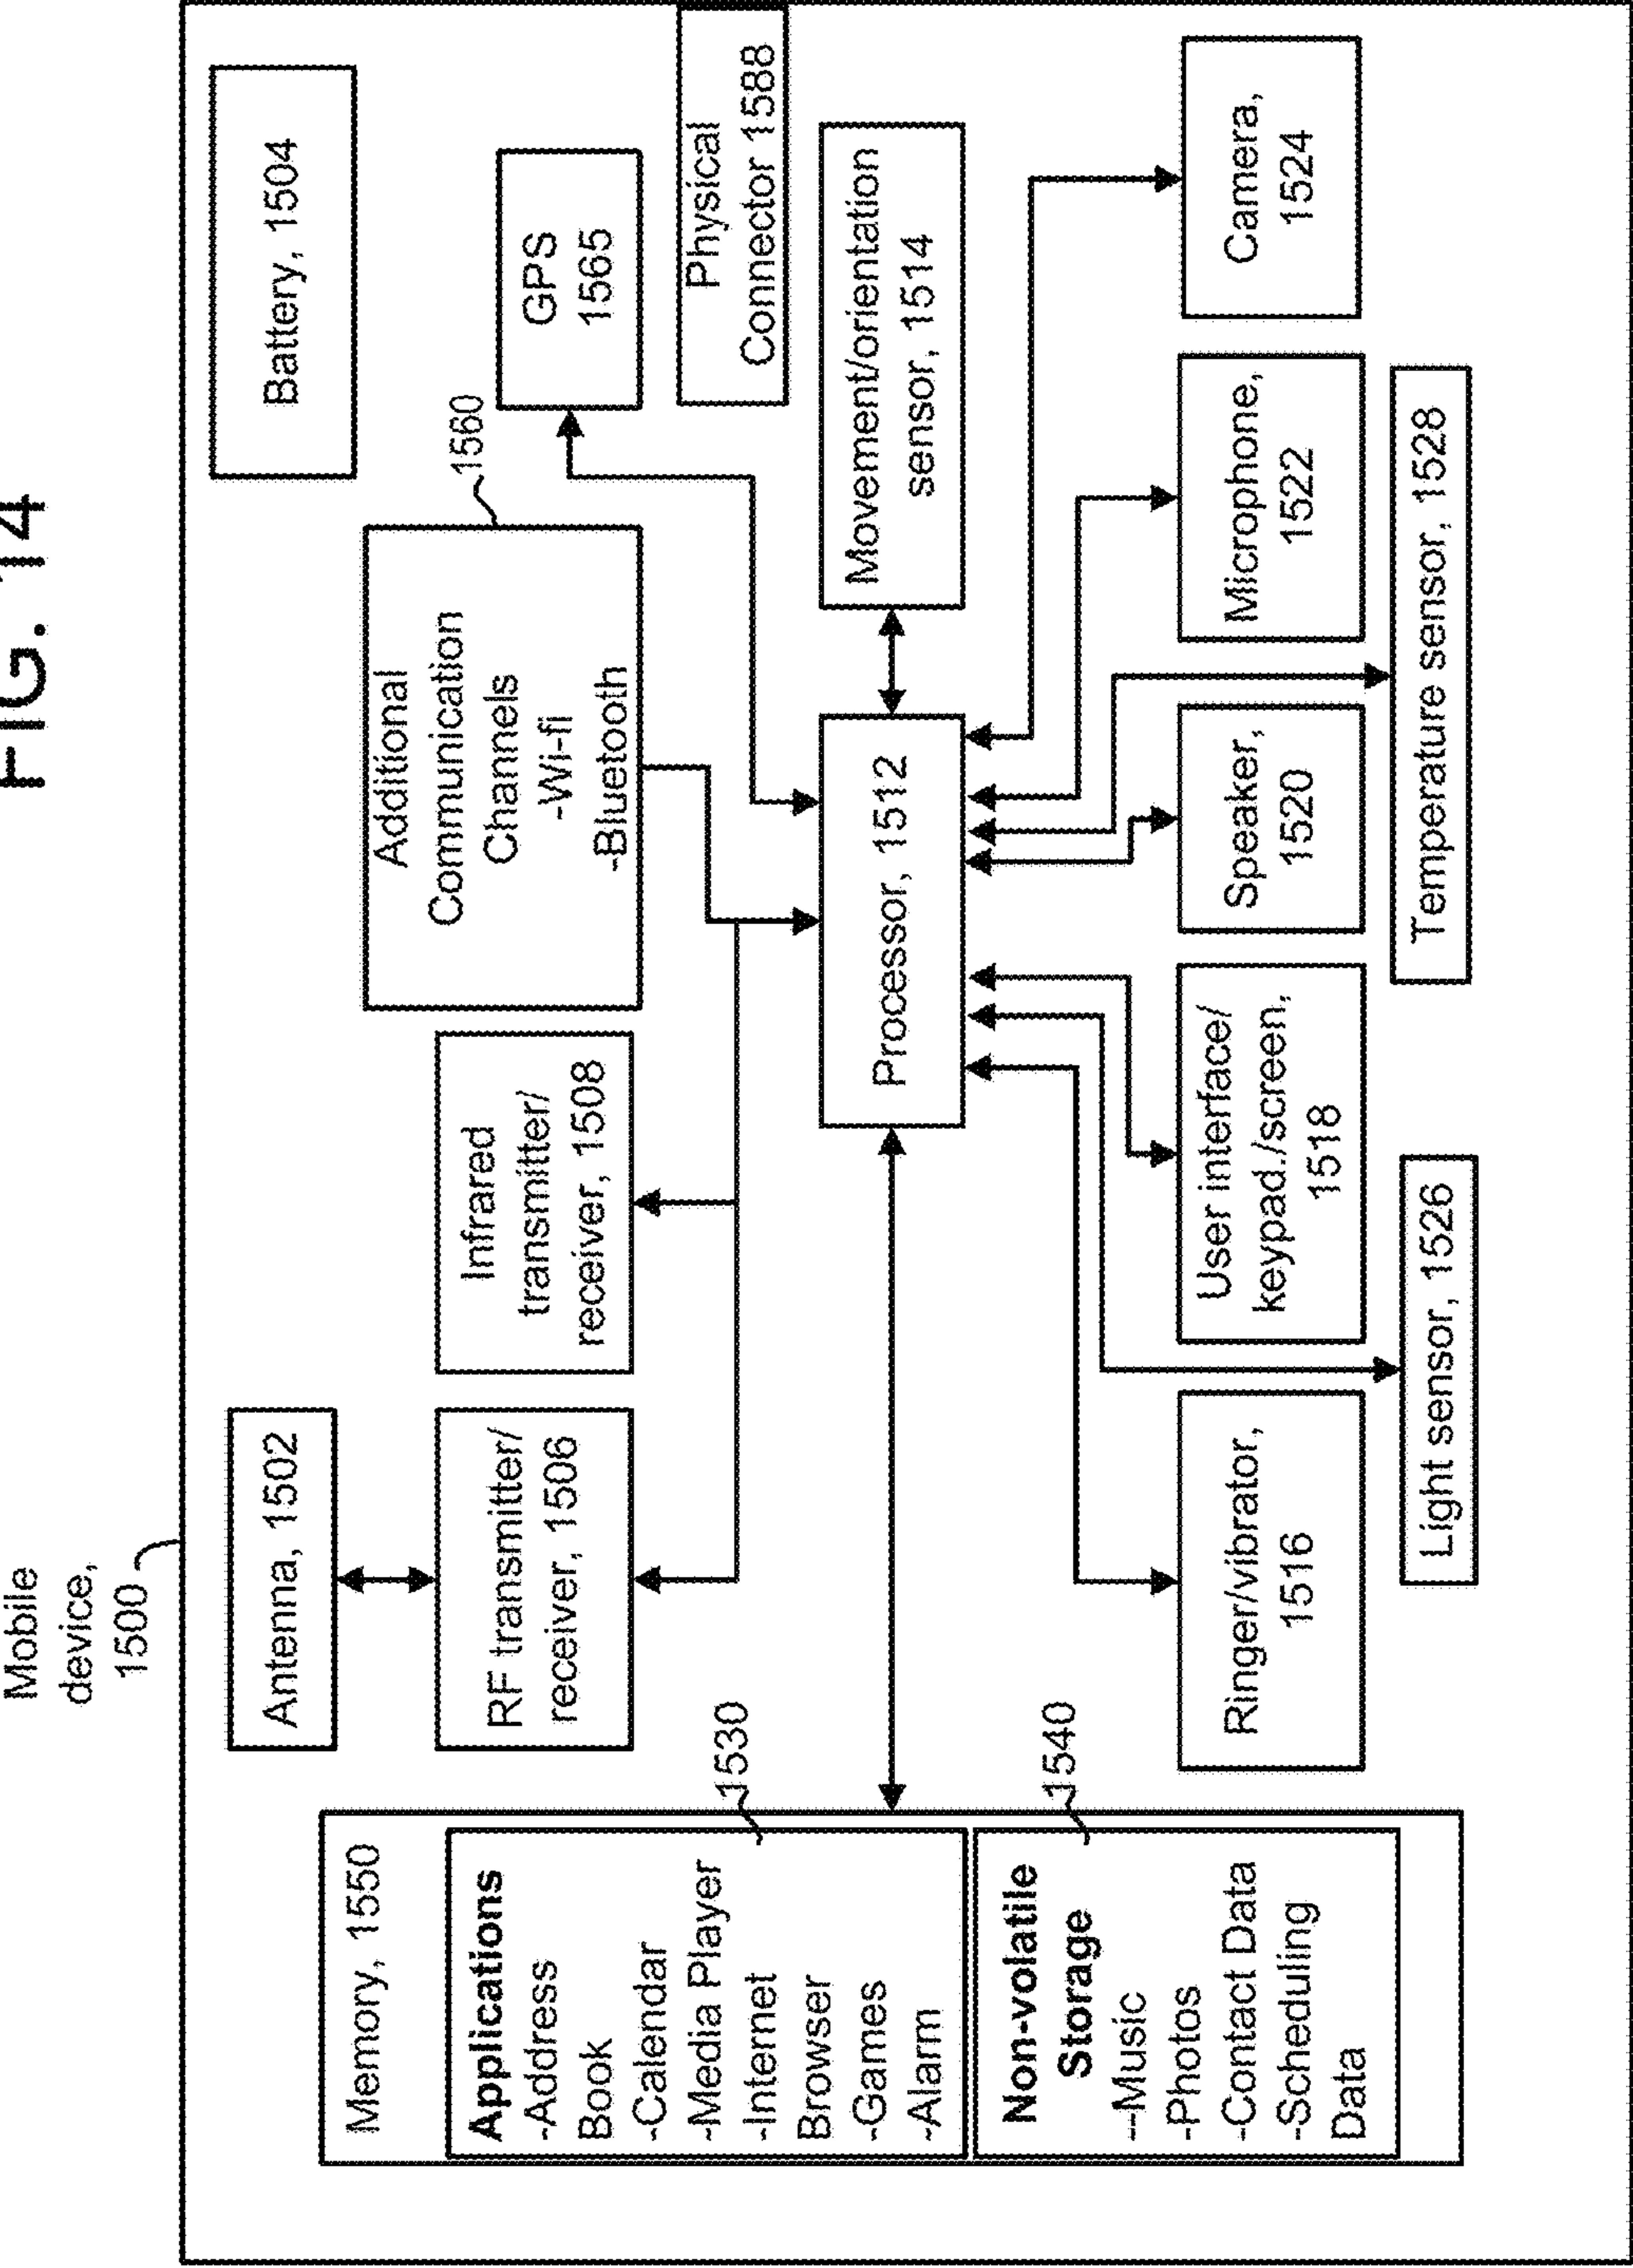 FIG. 14
Mobile
device,
1500
Memory, 1550
Applications
-Address
Book
-Calendar
-Media Player
-Internet
Browser
-Games
-Alarm
1530
Non-volatile
Storage
--Music
-Photos
-Contact Data
-Scheduling
Data
1540
Antenna, 1502
RF transmitter/
receiver, 1506
Infrared
transmitter/
receiver, 1508
Additional
Communication
Channels
-Wi-fi
-Bluetooth
1560
Battery, 1504
GPS
1565
Physical
Connector 1588
Processor, 1512
Movement/orientation
sensor, 1514
Ringer/vibrator,
1516
User interface/
keypad./screen,
1518
Speaker,
1520
Microphone,
1522
Camera,
1524
Light sensor, 1526
Temperature sensor, 1528